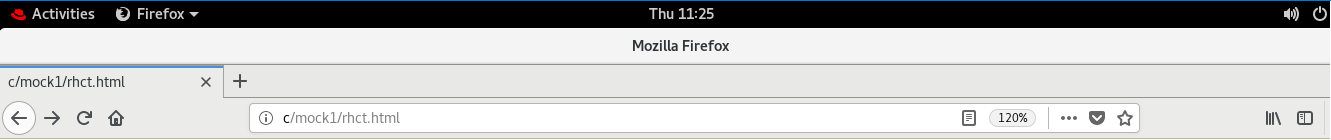 Activities Firefox Thu 11:25
Mozilla Firefox
c/mock1/rhct.html
c/mock1/rhct.html 120%